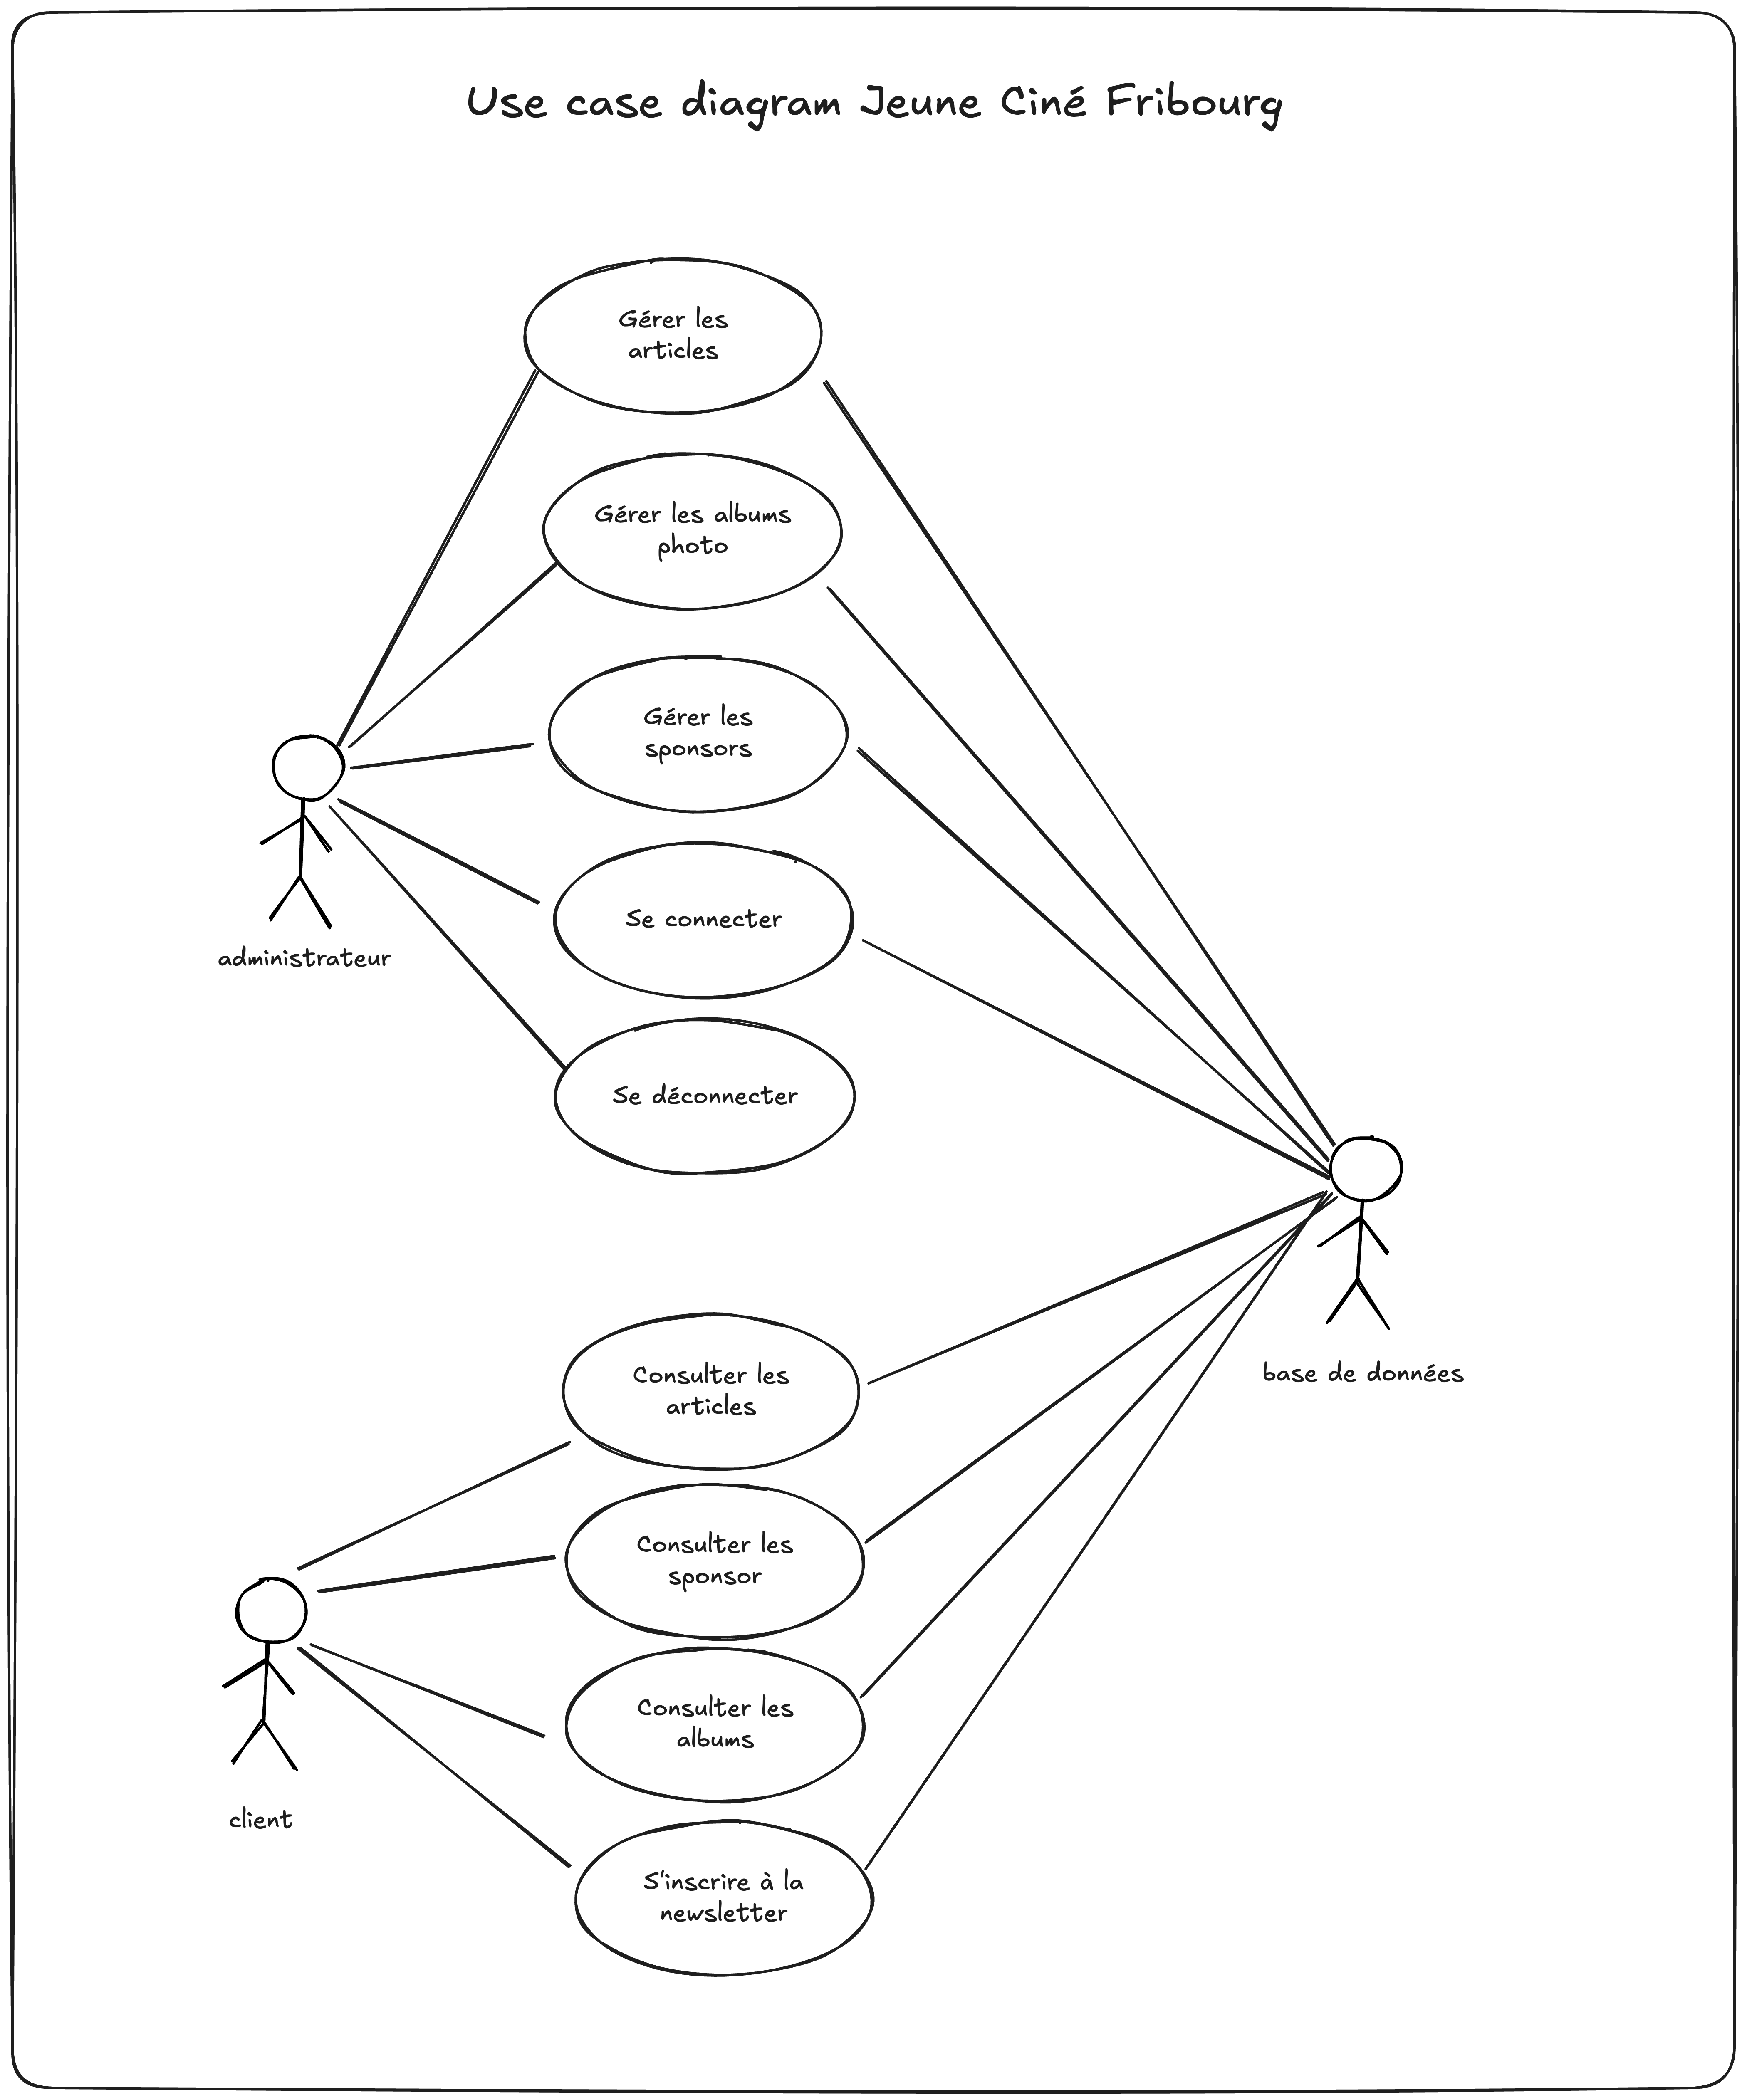 Use case diagram Jeune Ciné Fribourg
Gérer les
articles
Gérer les albums
photo
Gérer les
sponsors
Se connecter
administrateur
Se déconnecter
Consulter les
articles
base de données
Consulter les
sponsor
Consulter les
albums
client
S'inscrire à la
newsletter